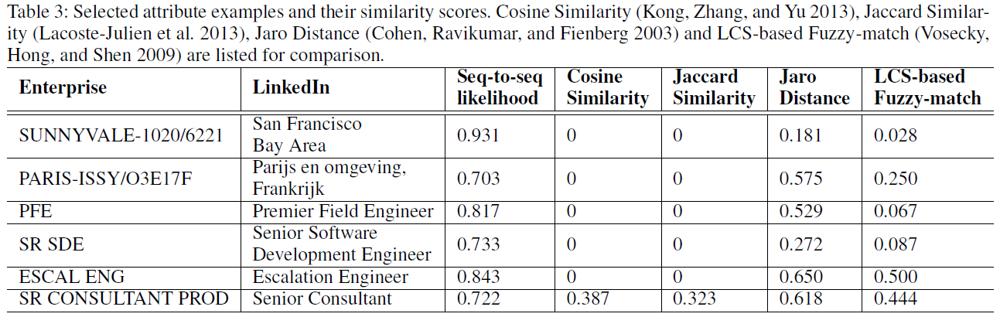 Table 3: Selected attribute examples and their similarity scores. Cosine Similarity (Kong, Zhang, and Yu 2013), Jaccard Similar-
ity (Lacoste-Julien et al. 2013), Jaro Distance (Cohen, Ravikumar, and Fienberg 2003) and LCS-based Fuzzy-match (Vosecky,
Hong, and Shen 2009) are listed for comparison.
Enterprise LinkedIn Seq-to-seq likelihood Cosine Similarity Jaccard Similarity Jaro Distance LCS-based Fuzzy-match
SUNNYVALE-1020/6221 San Francisco Bay Area 0.931 0 0 0.181 0.028
PARIS-ISSY/O3E17F Parijs en omgeving, Frankrijk 0.703 0 0 0.575 0.250
PFE Premier Field Engineer 0.817 0 0 0.529 0.067
SR SDE Senior Software Development Engineer 0.733 0 0 0.272 0.087
ESCAL ENG Escalation Engineer 0.843 0 0 0.650 0.500
SR CONSULTANT PROD Senior Consultant 0.722 0.387 0.323 0.618 0.444